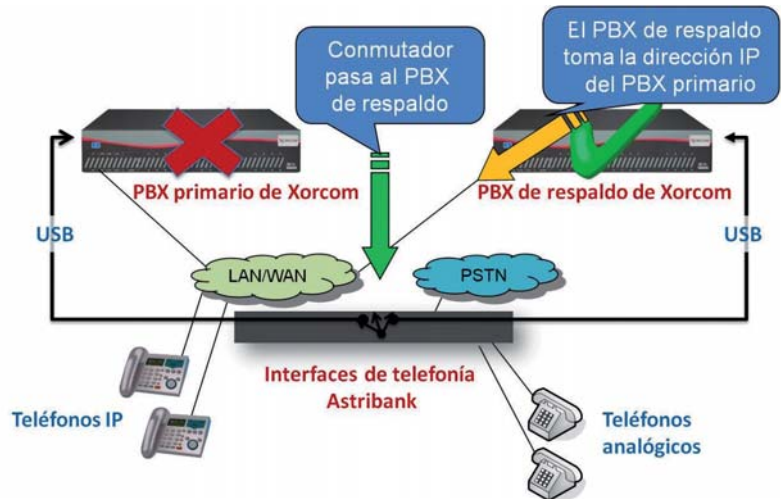 Conmutador
pasa al PBX
de respaldo
El PBX de respaldo
toma la dirección IP
del PBX primario
PBX primario de Xorcom
PBX de respaldo de Xorcom
USB
USB
LAN/WAN
PSTN
Interfaces de telefonía
Astribank
Teléfonos IP
Teléfonos
analógicos